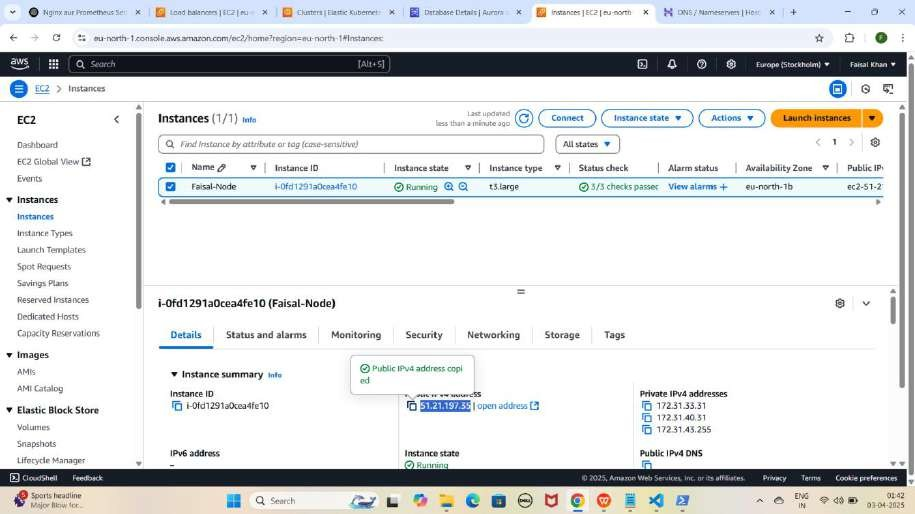 Nginx aur Prometheus Se
Load balancers | EC2 | eu-n
Clusters | Elastic Kubernete
Database Details | Aurora a
Instances | EC2 | eu-north
DNS / Nameservers | Hos
eu-north-1.console.aws.amazon.com/ec2/home?region=eu-north-1#Instances:
F
aws
Search
[Alt+S]
Europe (Stockholm)
Faisal Khan
EC2
Instances
EC2
Dashboard
EC2 Global View
Events
Instances
Instances
Instance Types
Launch Templates
Spot Requests
Savings Plans
Reserved Instances
Dedicated Hosts
Capacity Reservations
Images
AMIs
AMI Catalog
Elastic Block Store
Volumes
Snapshots
Lifecycle Manager
Instances (1/1) Info
Last updated
less than a minute ago
Connect
Instance state
Actions
Launch instances
Find Instance by attribute or tag (case-sensitive)
All states
1
Name Instance ID Instance state Instance type Status check Alarm status Availability Zone Public IPv
Faisal-Node i-0fd1291a0cea4fe10 Running t3.large 3/3 checks passed View alarms + eu-north-1b ec2-51-2
i-0fd1291a0cea4fe10 (Faisal-Node)
Details Status and alarms Monitoring Security Networking Storage Tags
Public IPv4 address copi
ed
Instance summary Info
Instance ID
i-0fd1291a0cea4fe10
address
51.21.197.35 | open address
Private IPv4 addresses
172.31.33.31
172.31.40.31
172.31.43.255
IPv6 address
–
Instance state
Running
Public IPv4 DNS
CloudShell Feedback
© 2025, Amazon Web Services, Inc. or its affiliates. Privacy Terms Cookie preferences
5
Sports headline
Major Blow for...
Search
DELL
ENG
IN
01:42
03-04-2025